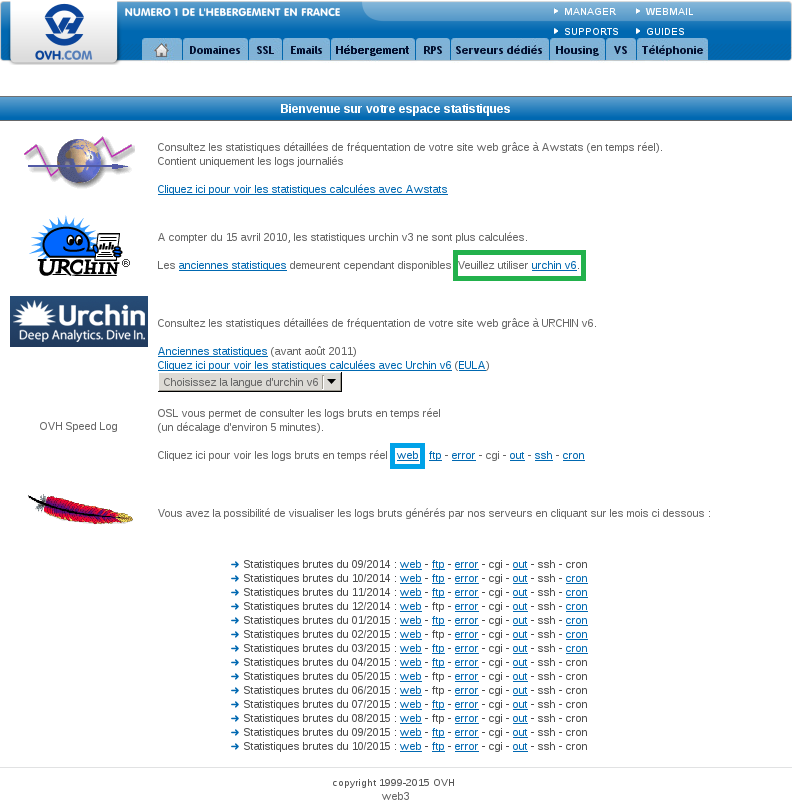 NUMERO 1 DE L'HEBERGEMENT EN FRANCE
MANAGER WEBMAIL
SUPPORTS GUIDES
OVH.COM
Domaines SSL Emails Hébergement RPS Serveurs dédiés Housing VS Téléphonie
Bienvenue sur votre espace statistiques
Consultez les statistiques détaillées de fréquentation de votre site web grâce à Awstats (en temps réel).
Contient uniquement les logs journaliés
Cliquez ici pour voir les statistiques calculées avec Awstats
URCHIN®
A compter du 15 avril 2010, les statistiques urchin v3 ne sont plus calculées.
Les anciennes statistiques demeurent cependant disponibles Veuillez utiliser urchin v6.
Urchin
Deep Analytics. Dive In.
Consultez les statistiques détaillées de fréquentation de votre site web grâce à URCHIN v6.
Anciennes statistiques (avant août 2011)
Cliquez ici pour voir les statistiques calculées avec Urchin v6 (EULA)
Choisissez la langue d'urchin v6
OVH Speed Log
OSL vous permet de consulter les logs bruts en temps réel
(un décalage d'environ 5 minutes).
Cliquez ici pour voir les logs bruts en temps réel web ftp - error - cgi - out - ssh - cron
Vous avez la possibilité de visualiser les logs bruts générés par nos serveurs en cliquant sur les mois ci dessous :
Statistiques brutes du 09/2014 : web - ftp - error - cgi - out - ssh - cron
Statistiques brutes du 10/2014 : web - ftp - error - cgi - out - ssh - cron
Statistiques brutes du 11/2014 : web - ftp - error - cgi - out - ssh - cron
Statistiques brutes du 12/2014 : web - ftp - error - cgi - out - ssh - cron
Statistiques brutes du 01/2015 : web - ftp - error - cgi - out - ssh - cron
Statistiques brutes du 02/2015 : web - ftp - error - cgi - out - ssh - cron
Statistiques brutes du 03/2015 : web - ftp - error - cgi - out - ssh - cron
Statistiques brutes du 04/2015 : web - ftp - error - cgi - out - ssh - cron
Statistiques brutes du 05/2015 : web - ftp - error - cgi - out - ssh - cron
Statistiques brutes du 06/2015 : web - ftp - error - cgi - out - ssh - cron
Statistiques brutes du 07/2015 : web - ftp - error - cgi - out - ssh - cron
Statistiques brutes du 08/2015 : web - ftp - error - cgi - out - ssh - cron
Statistiques brutes du 09/2015 : web - ftp - error - cgi - out - ssh - cron
Statistiques brutes du 10/2015 : web - ftp - error - cgi - out - ssh - cron
copyright 1999-2015 OVH
web3